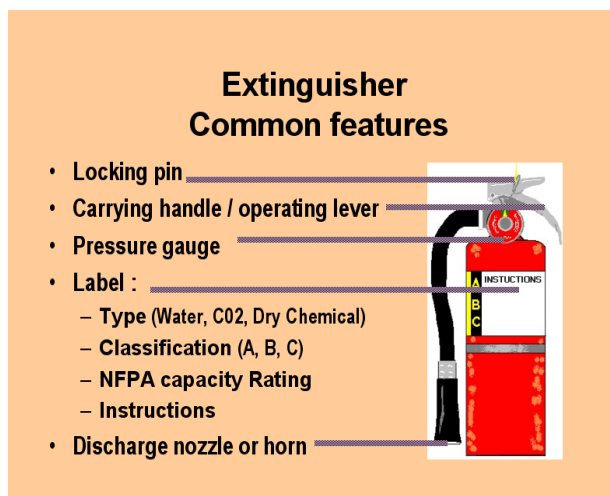 Extinguisher
Common features
• Locking pin
• Carrying handle / operating lever
• Pressure gauge
• Label :
– Type (Water, C02, Dry Chemical)
– Classification (A, B, C)
– NFPA capacity Rating
– Instructions
• Discharge nozzle or horn
INSTUCTIONS
A
B
C